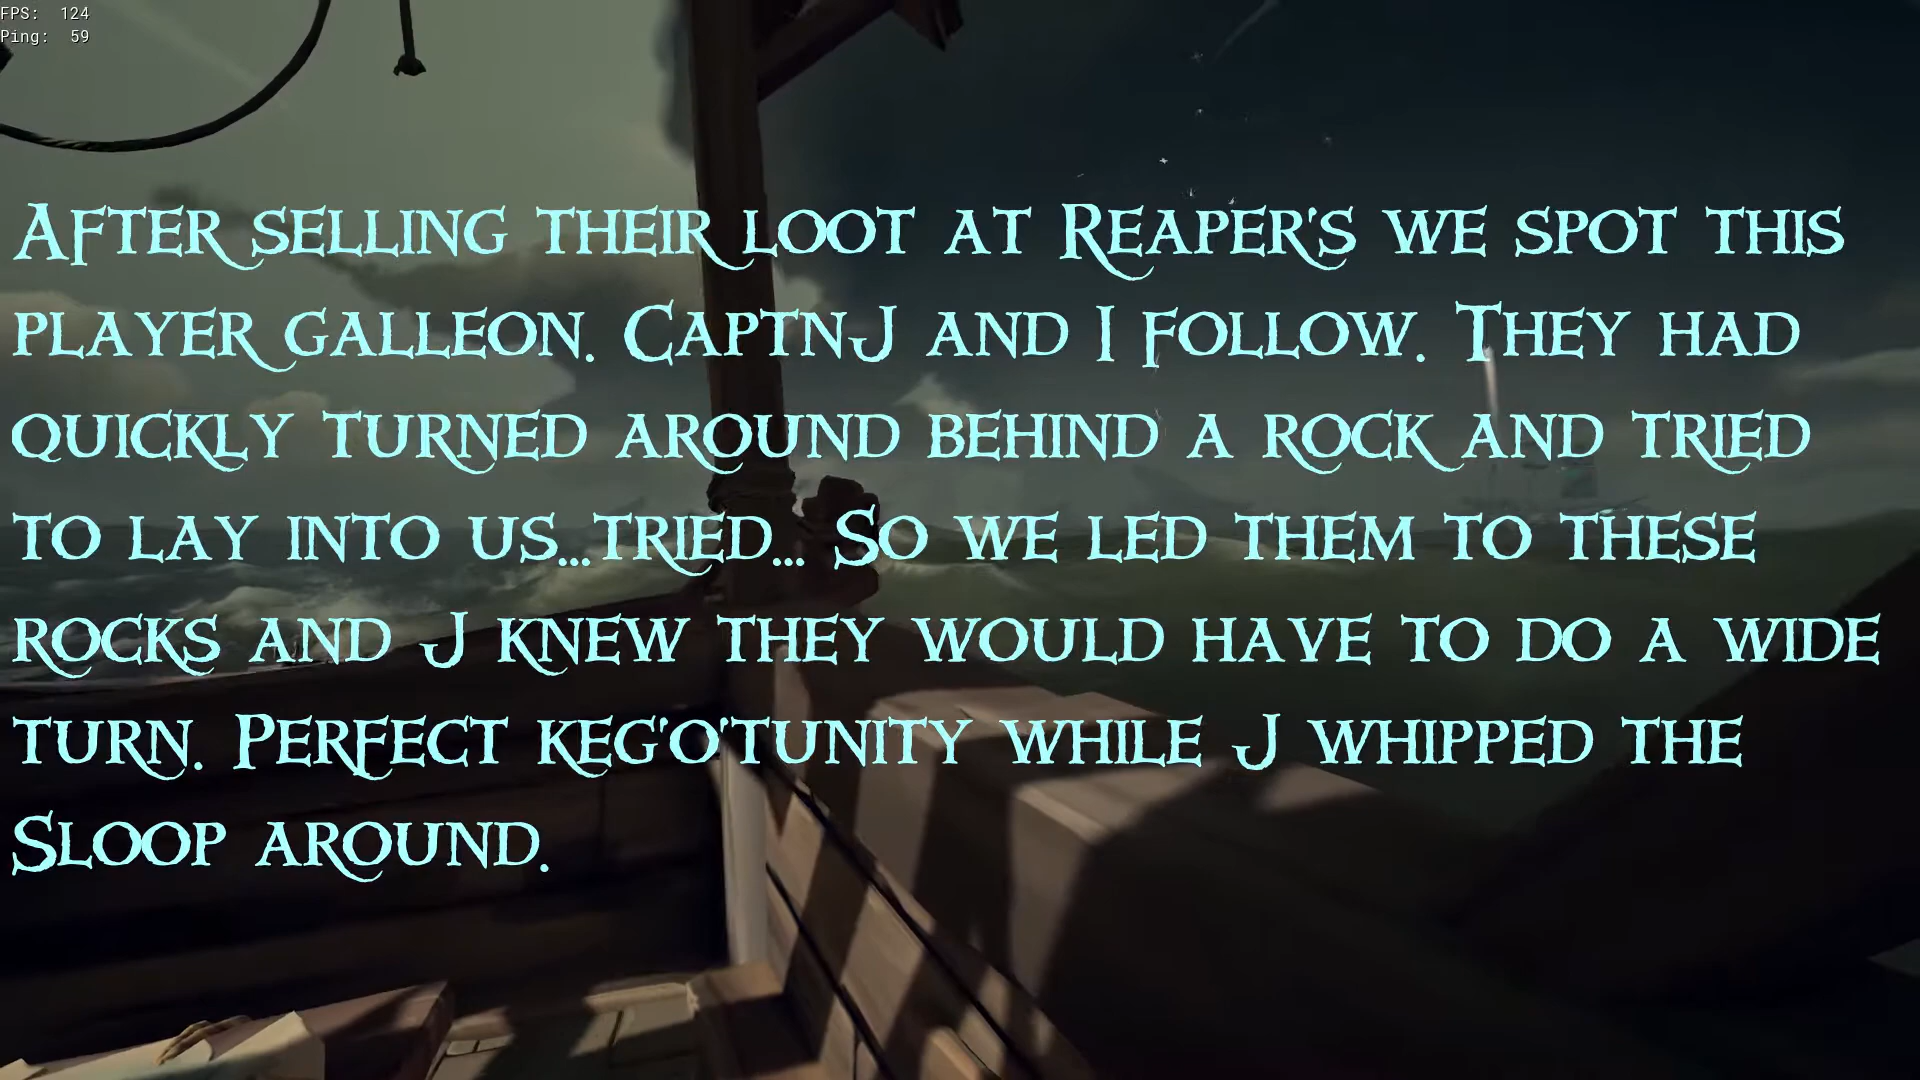 FPS: 124
Ping: 59
After selling their loot at Reaper's we spot this
player galleon. CaptnJ and I follow. They had
quickly turned around behind a rock and tried
to lay into us...tried... So we led them to these
rocks and J knew they would have to do a wide
turn. Perfect keg'o'tunity while J whipped the
Sloop around.